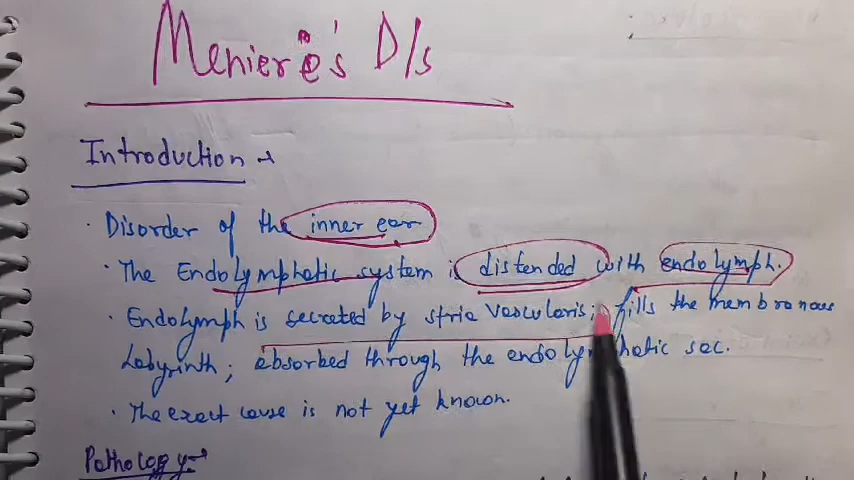 Meniere's D/s
Introduction →
· Disorder of the inner ear
· The Endolymphatic system is distended with endolymph.
· Endolymph is secreted by stria vascularis; fills the membranous
Labyrinth; absorbed through the endolymphatic sac.
· The exact cause is not yet known.
Pathology →